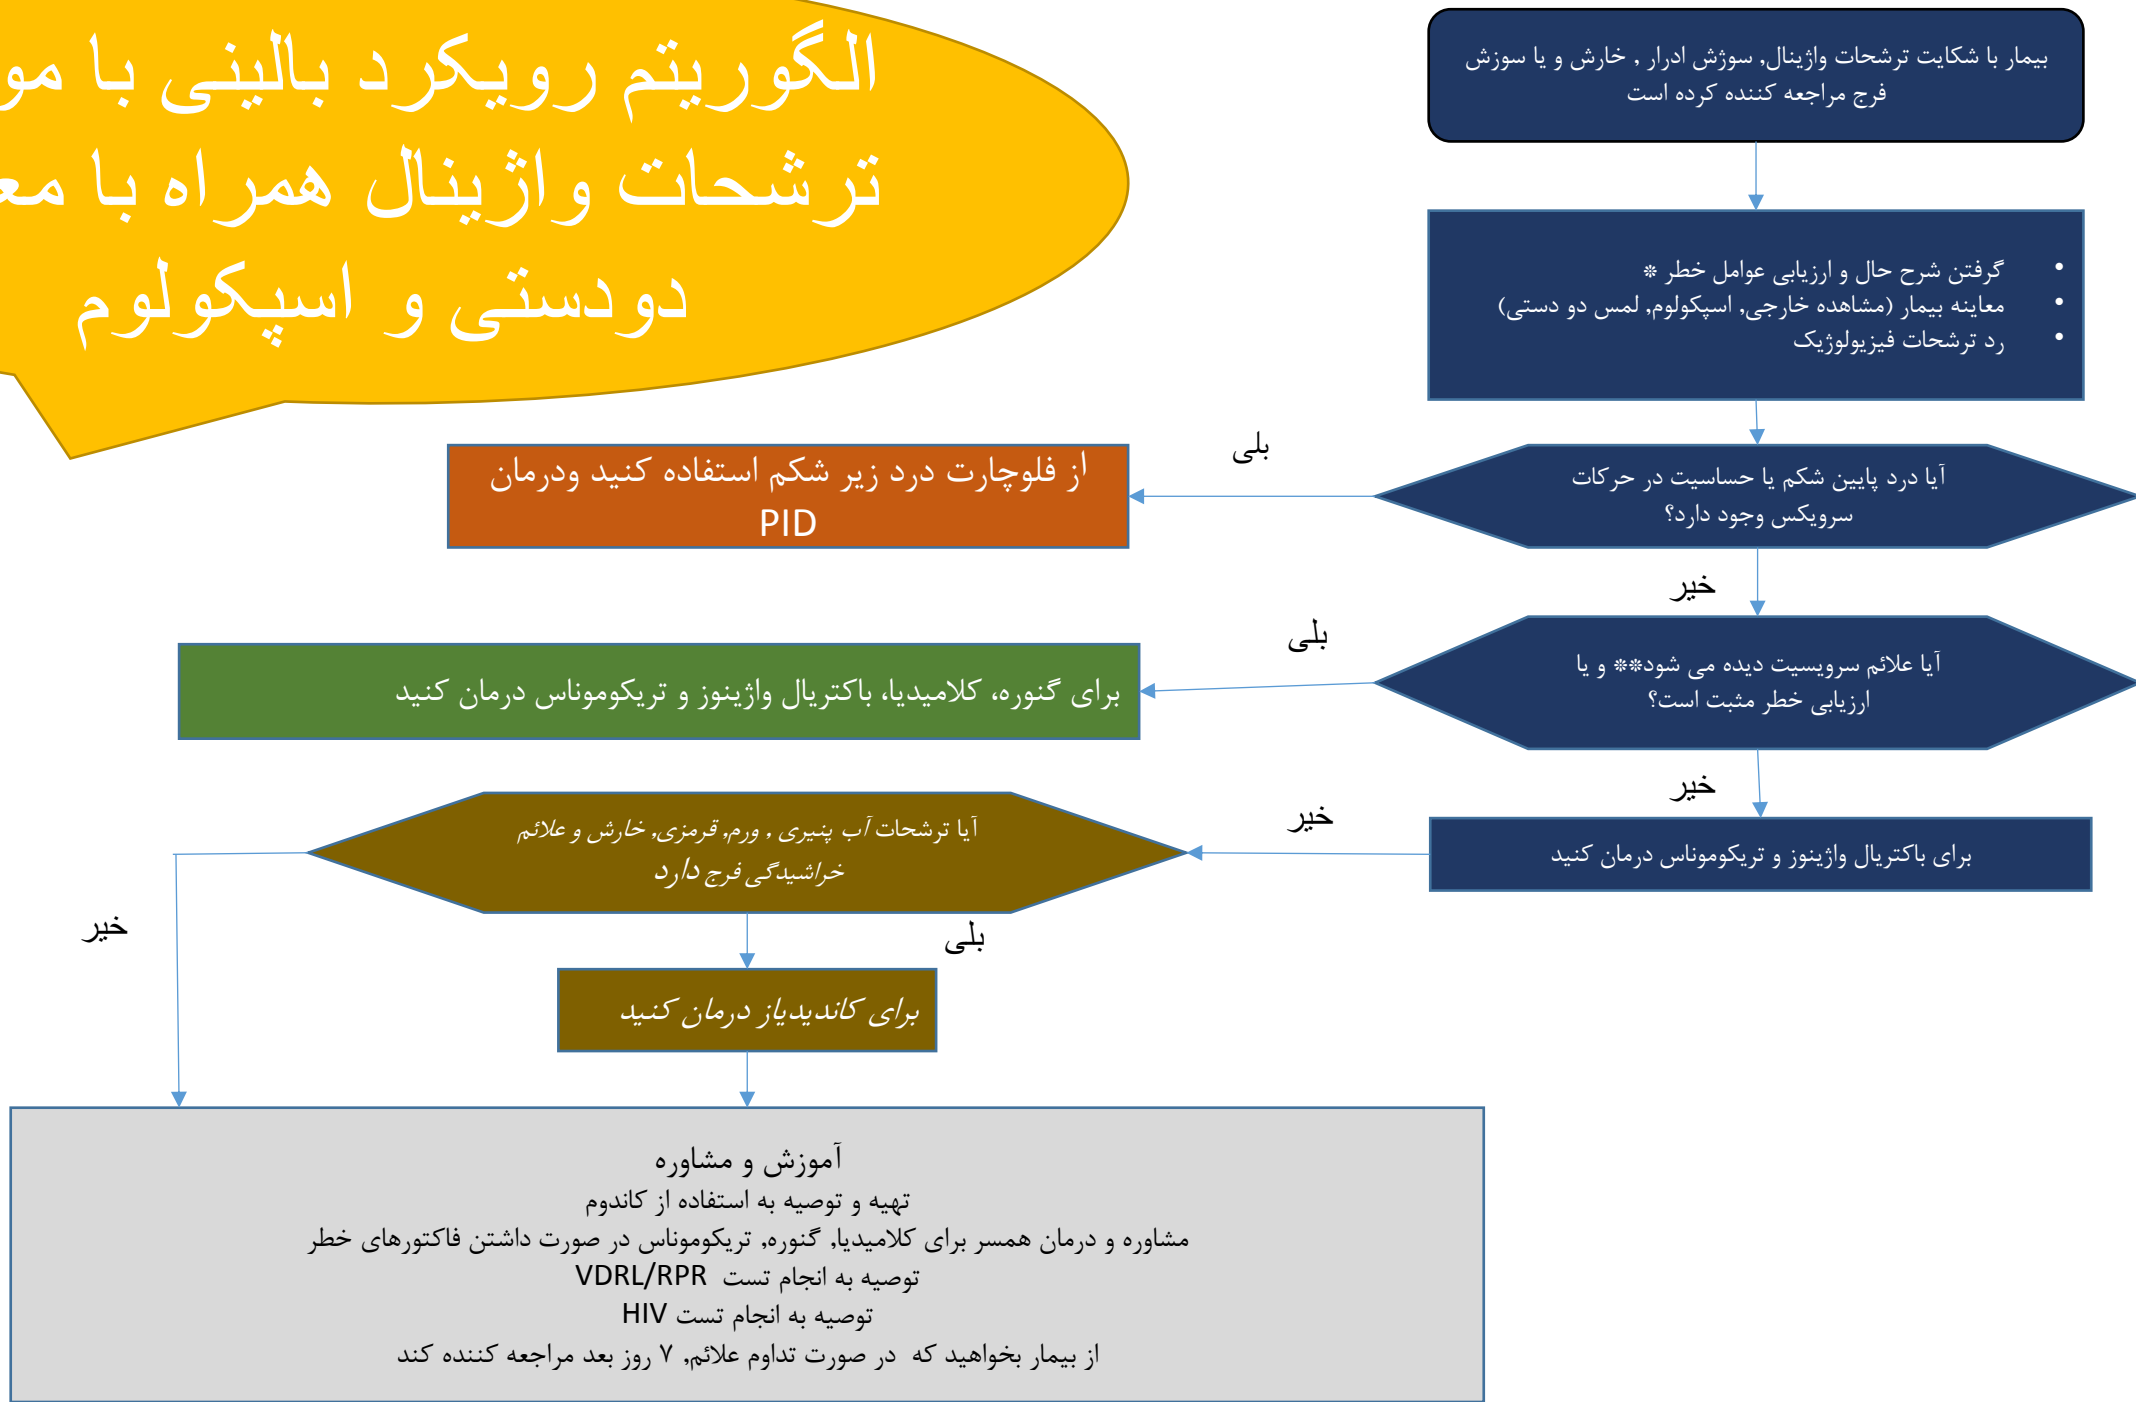 الگوریتم رویکرد بالینی با
ترشحات واژینال همراه با
دودستی و اسپکولوم
بیمار با شکایت ترشحات واژینال, سوژش ادرار , خارش و یا سوزش
فرج مراجعه کننده کرده است
• گرفتن شرح حال و ارزیابی عوامل خطر *
• معاینه بیمار (مشاهده خارجی, اسپکولوم, لمس دو دستی)
• رد ترشحات فیزیولوژیک
آیا درد پایین شکم یا حساسیت در حرکات
سرویکس وجود دارد؟
بلی
از فلوچارت درد زیر شکم استفاده کنید ودرمان
PID
خیر
آیا علائم سرویسیت دیده می شود** و یا
ارزیابی خطر مثبت است؟
بلی
برای گنوره، کلامیدیا، باکتریال واژینوز و تریکوموناس درمان کنید
خیر
برای باکتریال واژینوز و تریکوموناس درمان کنید
خیر
آیا ترشحات آب پنیری , ورم, قرمزی, خارش و علائم
خراشیدگی فرج دارد
خیر
بلی
برای کاندیدیاز درمان کنید
آموزش و مشاوره
تهیه و توصیه به استفاده از کاندوم
مشاوره و درمان همسر برای کلامیدیا, گنوره, تریکوموناس در صورت داشتن فاکتورهای خطر
توصیه به انجام تست VDRL/RPR
توصیه به انجام تست HIV
از بیمار بخواهید که در صورت تداوم علائم, ۷ روز بعد مراجعه کننده کند